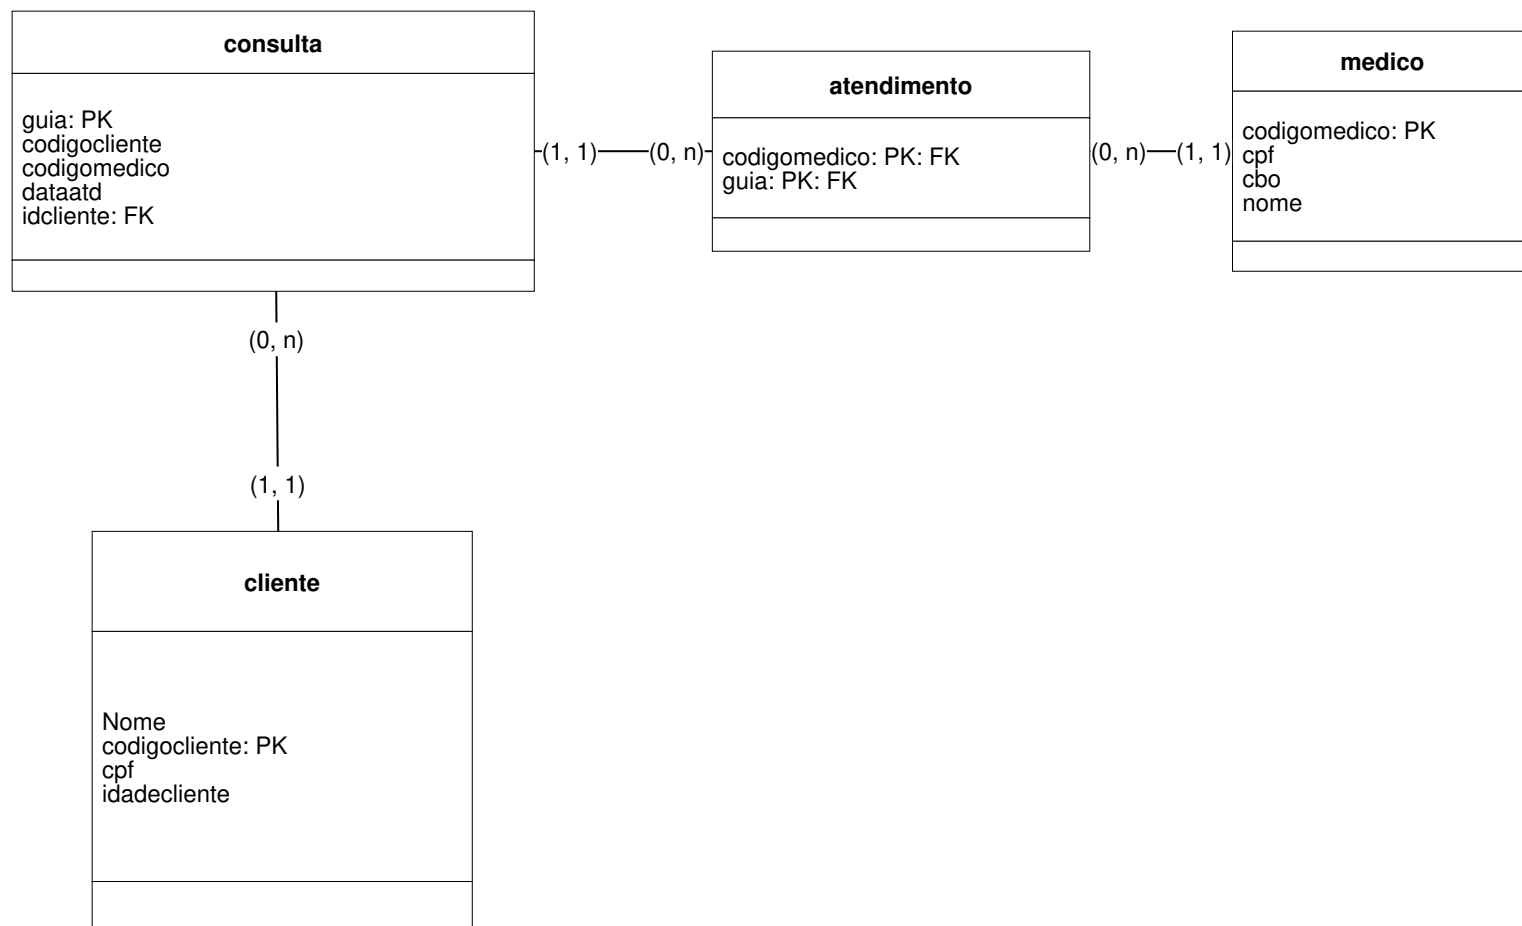 consulta
guia: PK
codigocliente
codigomedico
dataatd
idcliente: FK
(1, 1)
(0, n)
atendimento
codigomedico: PK: FK
guia: PK: FK
(0, n)
(1, 1)
medico
codigomedico: PK
cpf
cbo
nome
(0, n)
(1, 1)
cliente
Nome
codigocliente: PK
cpf
idadecliente